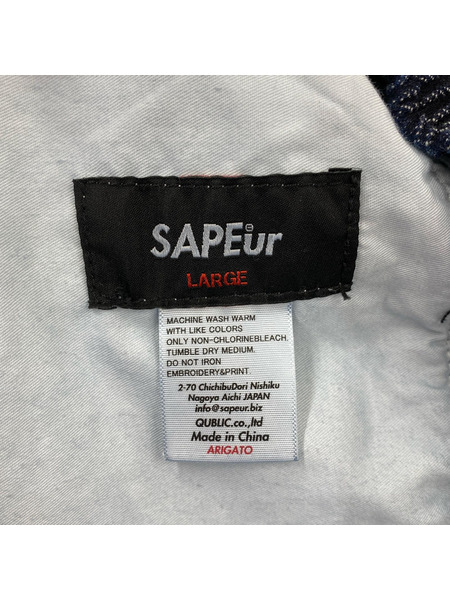 SAPEur
LARGE
MACHINE WASH WARM
WITH LIKE COLORS
ONLY NON-CHLORINEBLEACH.
TUMBLE DRY MEDIUM.
DO NOT IRON
EMBROIDERY&PRINT.
2-70 ChichibuDori Nishiku
Nagoya Aichi JAPAN
info@sapeur.biz
QUBLIC.co.,ltd
Made in China
ARIGATO